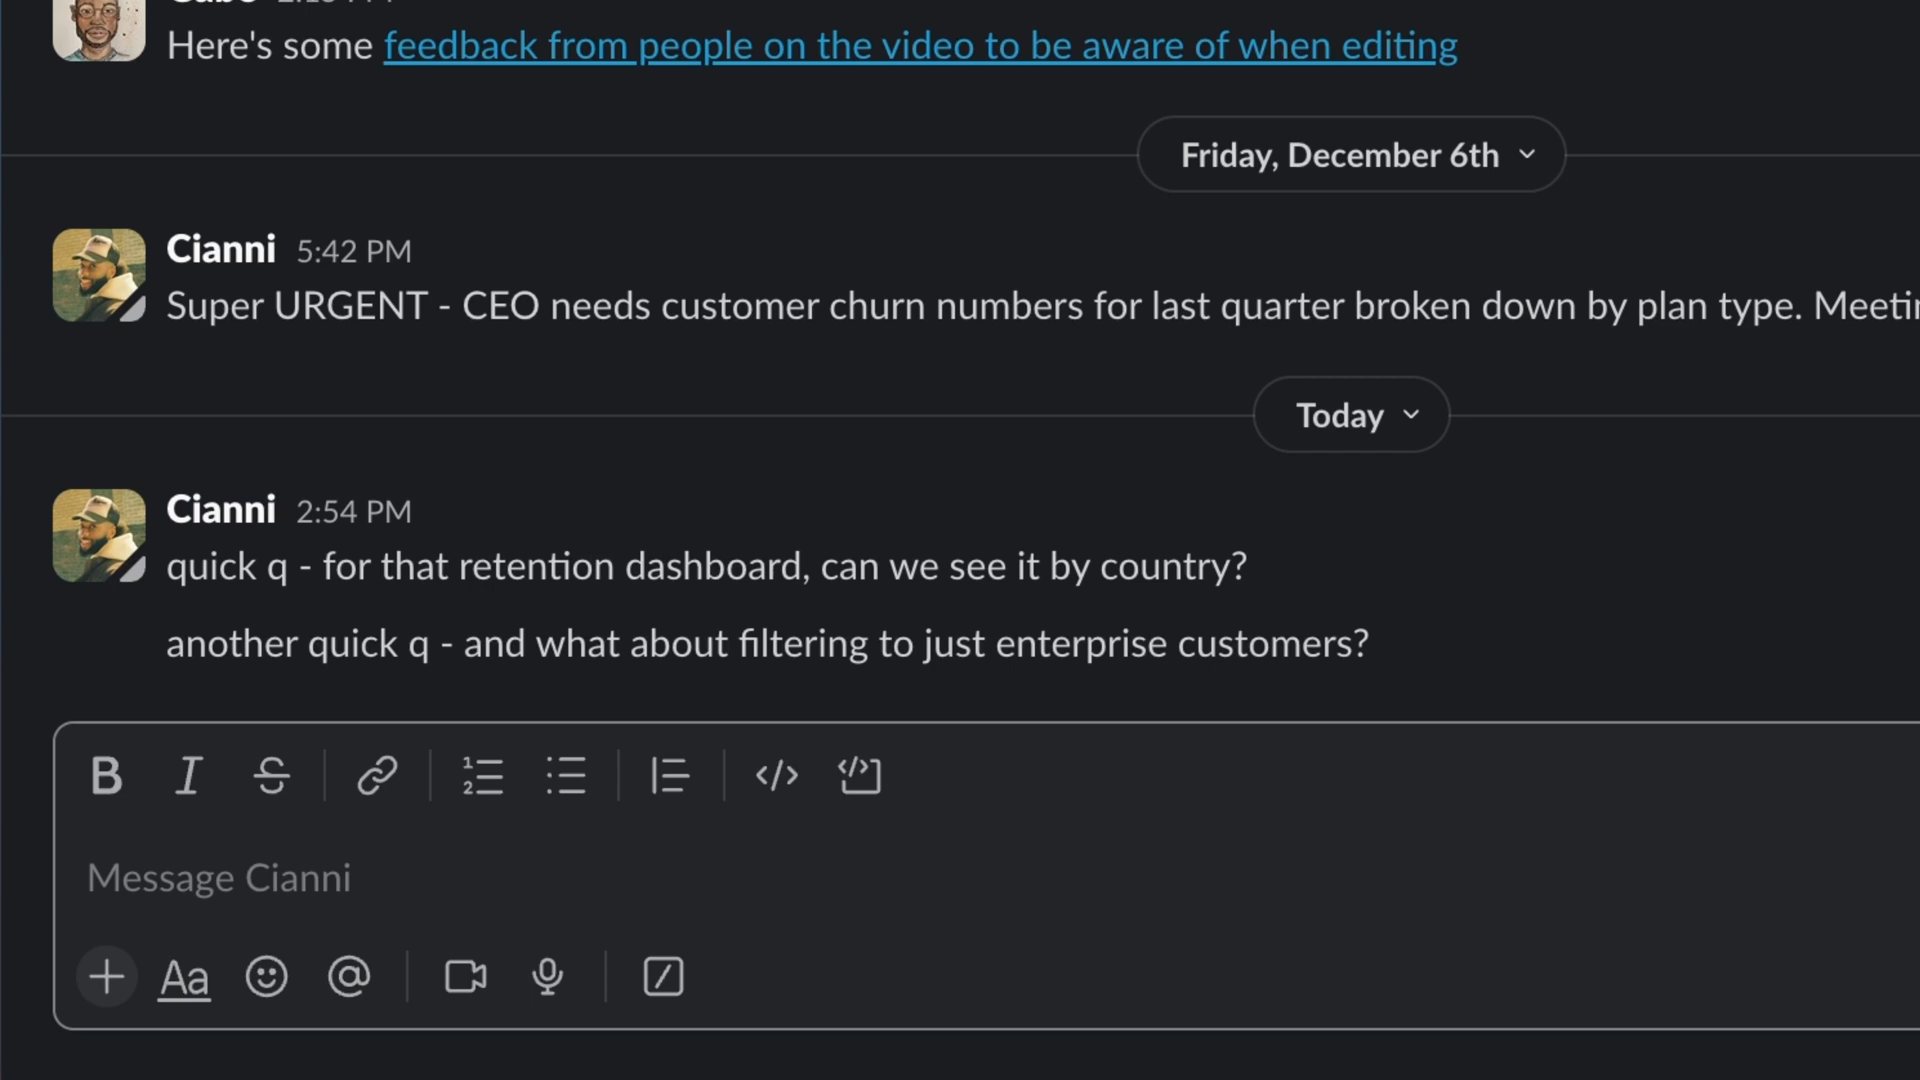 Here's some feedback from people on the video to be aware of when editing
Friday, December 6th
Cianni 5:42 PM
Super URGENT - CEO needs customer churn numbers for last quarter broken down by plan type.
Today
Cianni 2:54 PM
quick q - for that retention dashboard, can we see it by country?
another quick q - and what about filtering to just enterprise customers?
B I S
Message Cianni
Aa